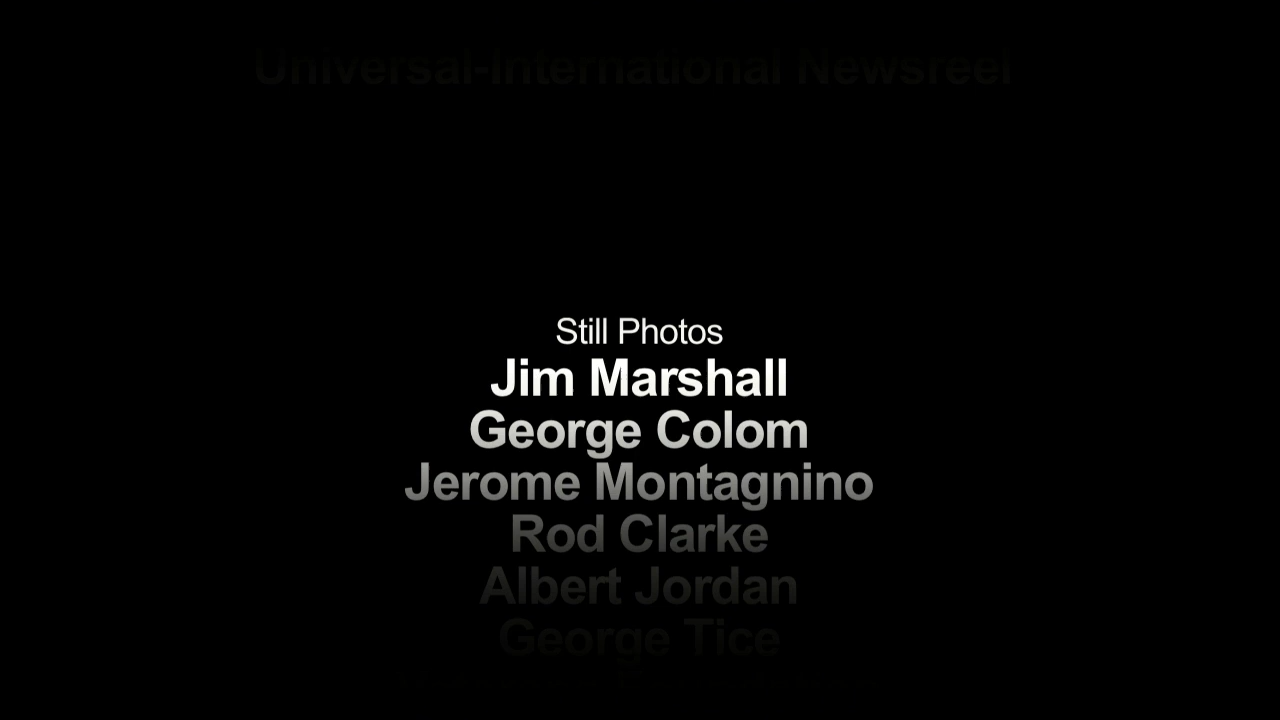 Universal-International Newsreel
Still Photos
Jim Marshall
George Colom
Jerome Montagnino
Rod Clarke
Albert Jordan
George Tice